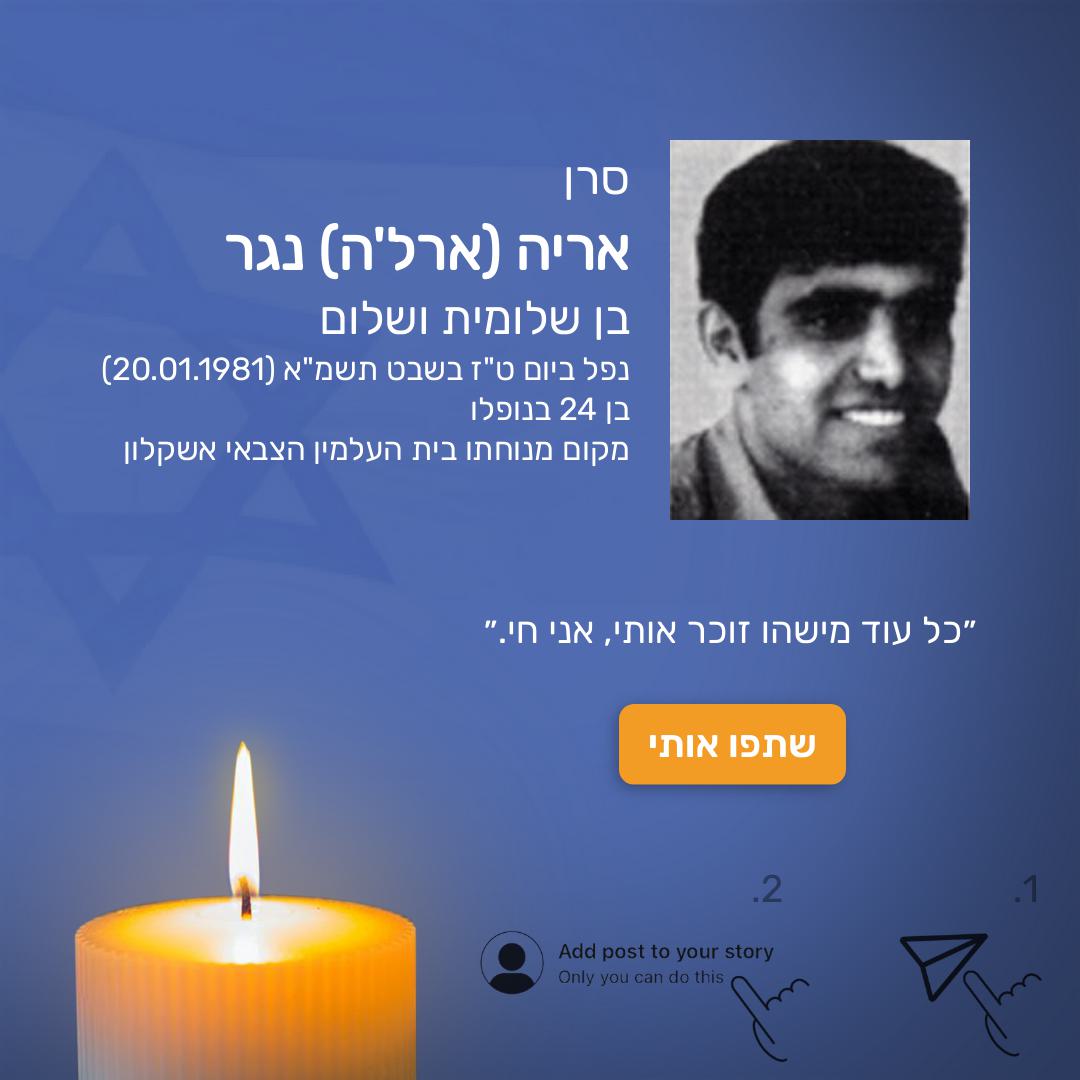 סרן
אריה (ארל'ה) נגר
בן שלומית ושלום
נפל ביום ט"ז בשבט תשמ"א (20.01.1981)
בן 24 בנופלו
מקום מנוחתו בית העלמין הצבאי אשקלון
״כל עוד מישהו זוכר אותי, אני חי.״
שתפו אותי
.1
.2
Add post to your story
Only you can do this